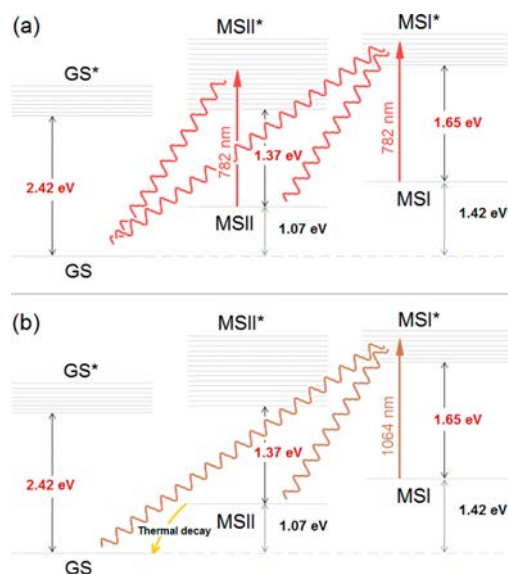 (a)
MSII*
MSI*
GS*
782 nm
782 nm
1.65 eV
1.37 eV
2.42 eV
MSII
MSI
1.07 eV
1.42 eV
GS
(b)
MSII*
MSI*
GS*
1064 nm
1.65 eV
1.37 eV
2.42 eV
MSII
MSI
Thermal decay
1.07 eV
1.42 eV
GS